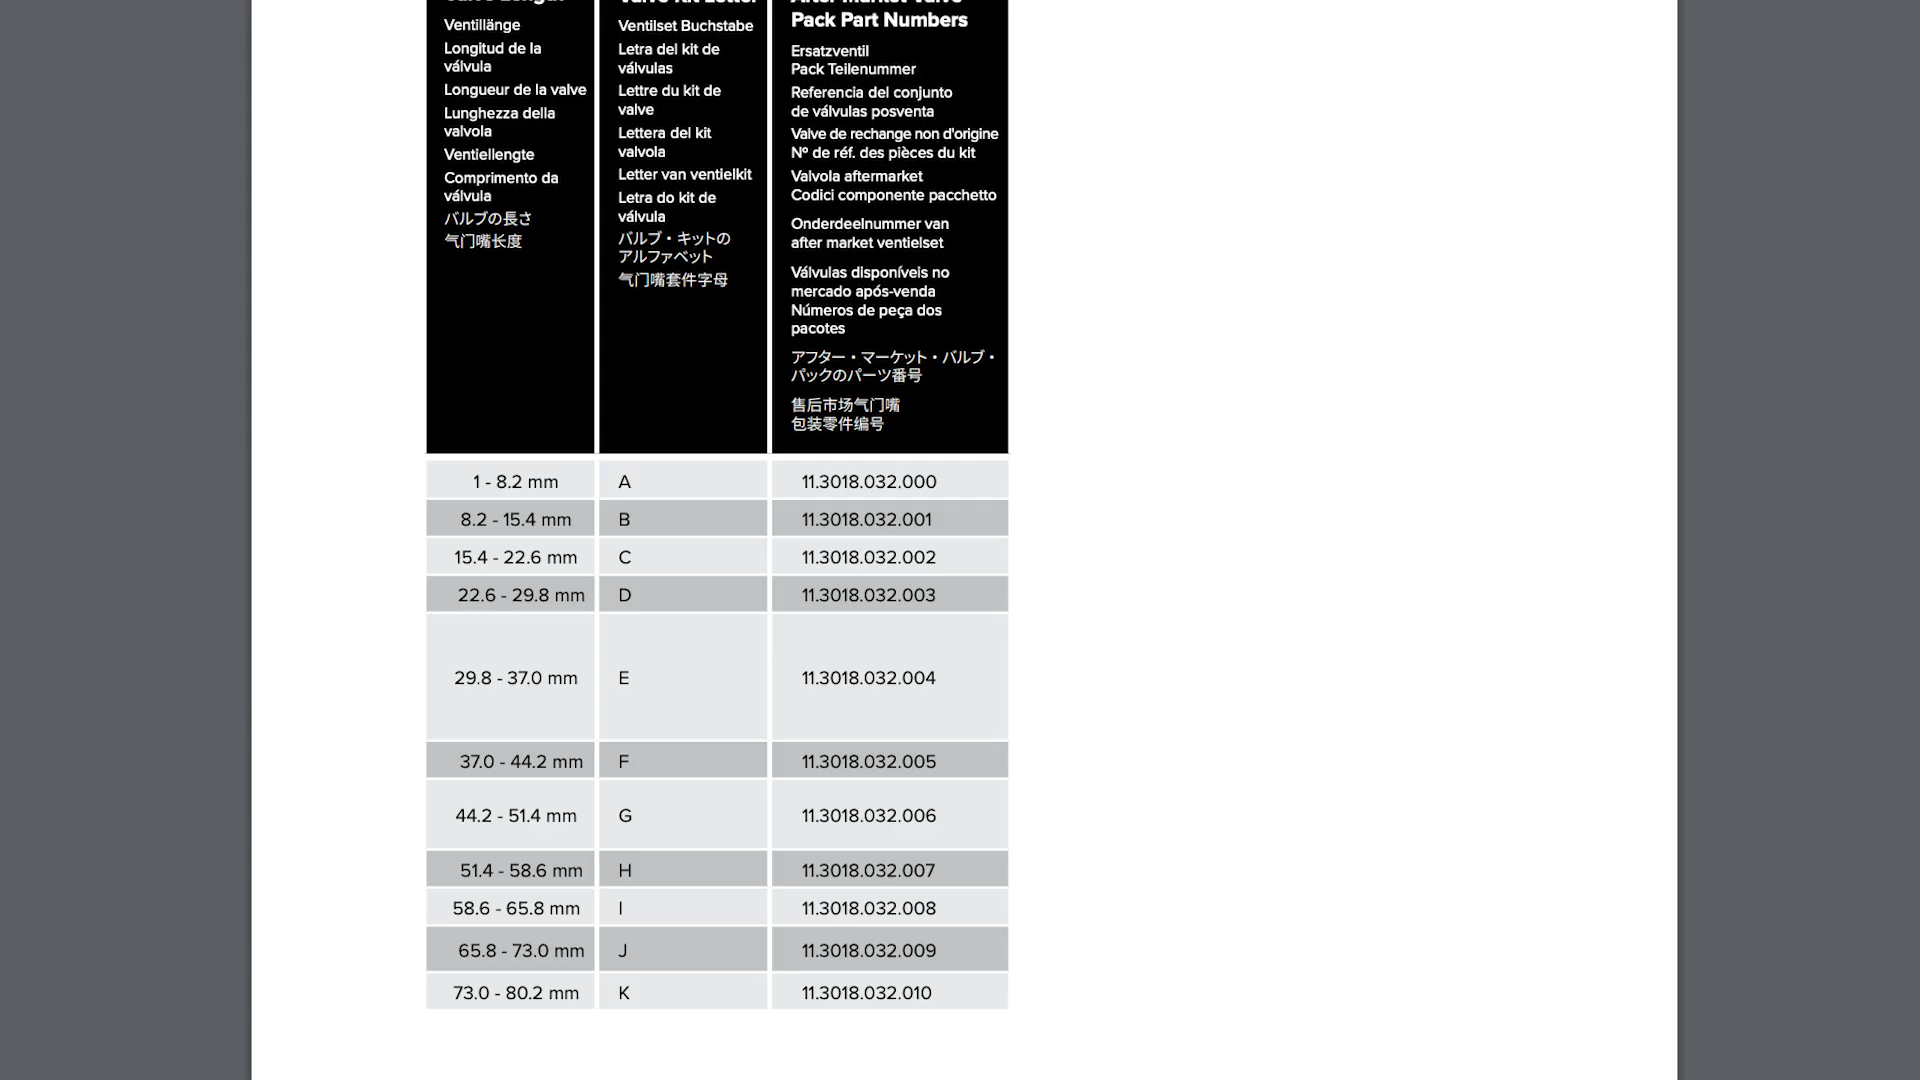 Pack Part Numbers
Ventillänge
Longitud de la
válvula
Longueur de la valve
Lunghezza della
valvola
Ventiellengte
Comprimento da
válvula
バルブの長さ
气门嘴长度
Ventilset Buchstabe
Letra del kit de
válvulas
Lettre du kit de
valve
Lettera del kit
valvola
Letter van ventielkit
Letra do kit de
válvula
バルブ・キットの
アルファベット
气门嘴套件字母
Ersatzventil
Pack Teilenummer
Referencia del conjunto
de válvulas posventa
Valve de rechange non d'origine
Nº de réf. des pièces du kit
Valvola aftermarket
Codici componente pacchetto
Onderdeelnummer van
after market ventielset
Válvulas disponíveis no
mercado após-venda
Números de peça dos
pacotes
アフター・マーケット・バルブ・
パックのパーツ番号
售后市场气门嘴
包装零件编号
1 - 8.2 mm A 11.3018.032.000
8.2 - 15.4 mm B 11.3018.032.001
15.4 - 22.6 mm C 11.3018.032.002
22.6 - 29.8 mm D 11.3018.032.003
29.8 - 37.0 mm E 11.3018.032.004
37.0 - 44.2 mm F 11.3018.032.005
44.2 - 51.4 mm G 11.3018.032.006
51.4 - 58.6 mm H 11.3018.032.007
58.6 - 65.8 mm I 11.3018.032.008
65.8 - 73.0 mm J 11.3018.032.009
73.0 - 80.2 mm K 11.3018.032.010